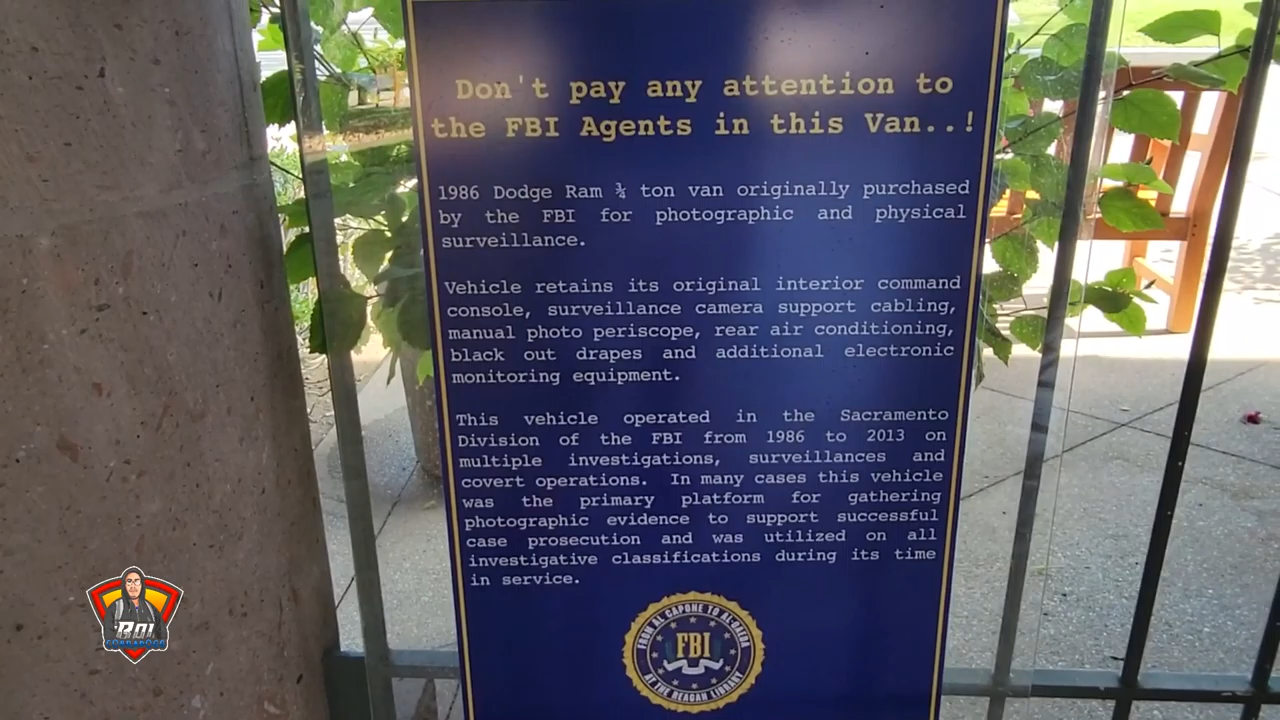 Don't pay any attention to
the FBI Agents in this Van..!
1986 Dodge Ram ¾ ton van originally purchased
by the FBI for photographic and physical
surveillance.
Vehicle retains its original interior command
console, surveillance camera support cabling,
manual photo periscope, rear air conditioning,
black out drapes and additional electronic
monitoring equipment.
This vehicle operated in the Sacramento
Division of the FBI from 1986 to 2013 on
multiple investigations, surveillances and
covert operations. In many cases this vehicle
was the primary platform for gathering
photographic evidence to support successful
case prosecution and was utilized on all
investigative classifications during its time
in service.
FROM AL CAPONE TO AL-QAEDA
FBI
AT THE REAGAN LIBRARY